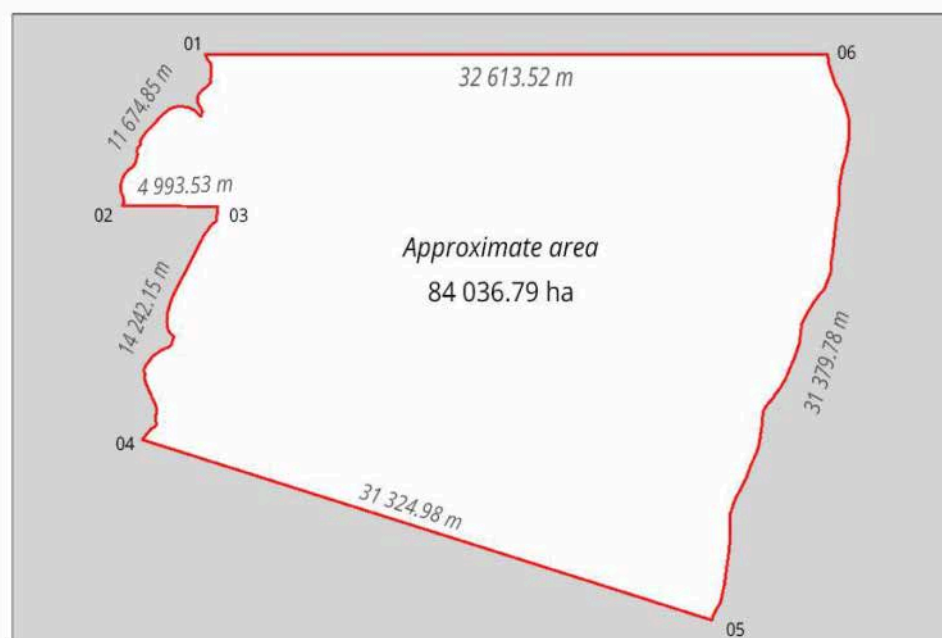 01
06
32 613.52 m
11 674.85 m
4 993.53 m
02
03
Approximate area
84 036.79 ha
14 242.15 m
31 379.78 m
04
31 324.98 m
05